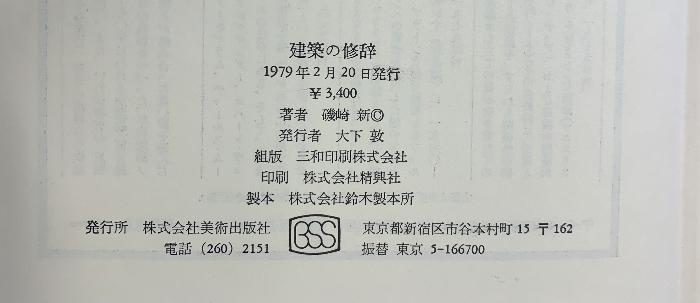 建築の修辞
1979年2月20日発行
¥3,400
著者 磯崎 新©
発行者 大下 敦
組版 三和印刷株式会社
印刷 株式会社精興社
製本 株式会社鈴木製本所
発行所 株式会社美術出版社
電話 (260) 2151
BSS
東京都新宿区市谷本村町 15 〒 162
振替 東京 5-166700